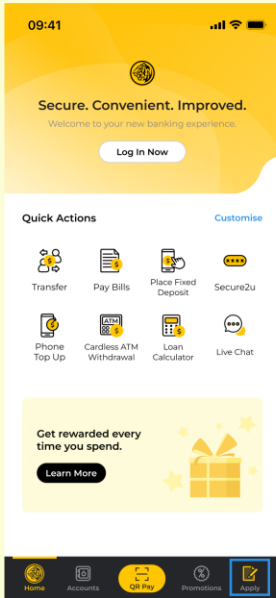 09:41
Secure. Convenient. Improved.
Welcome to your new banking experience.
Log In Now
Quick Actions
Customise
Transfer
Pay Bills
Place Fixed
Deposit
Secure2u
Phone
Top Up
ATM
Cardless ATM
Withdrawal
Loan
Calculator
Live Chat
Get rewarded every
time you spend.
Learn More
Home
Accounts
QR Pay
Promotions
Apply